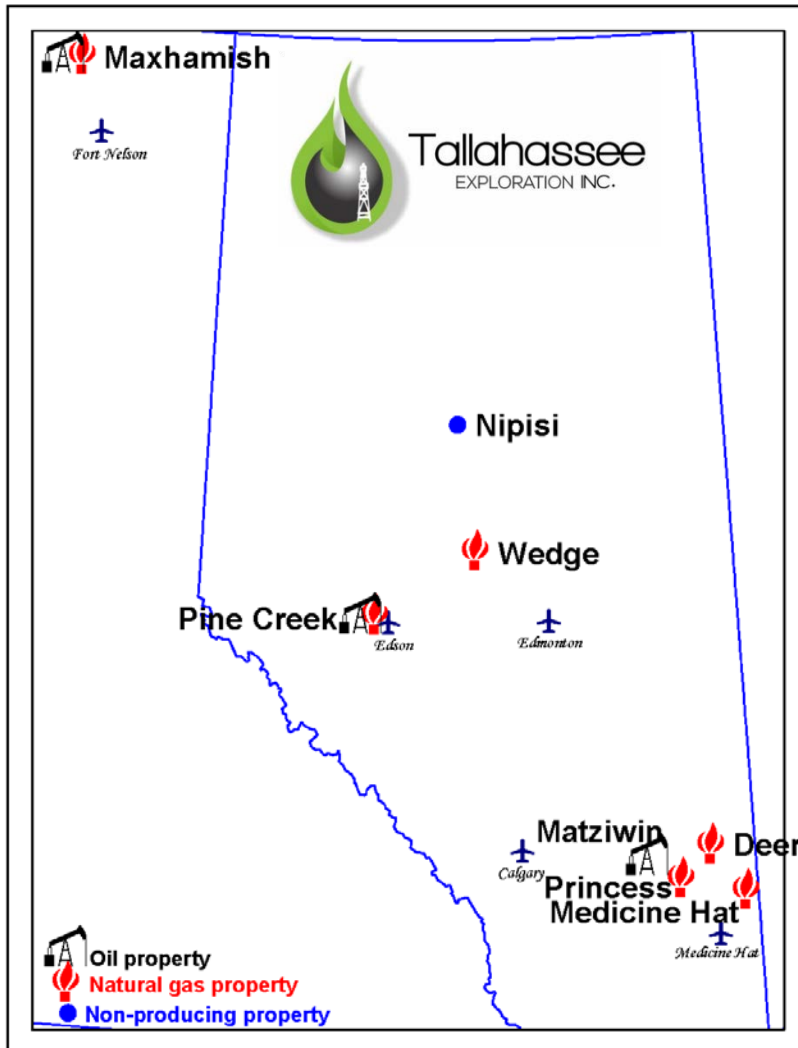 Maxhamish
Fort Nelson
Tallahassee
EXPLORATION INC.
Nipisi
Wedge
Pine Creek
Edson
Edmonton
Matziwin
Deer
Calgary
Princess
Medicine Hat
Medicine Hat
Oil property
Natural gas property
Non-producing property